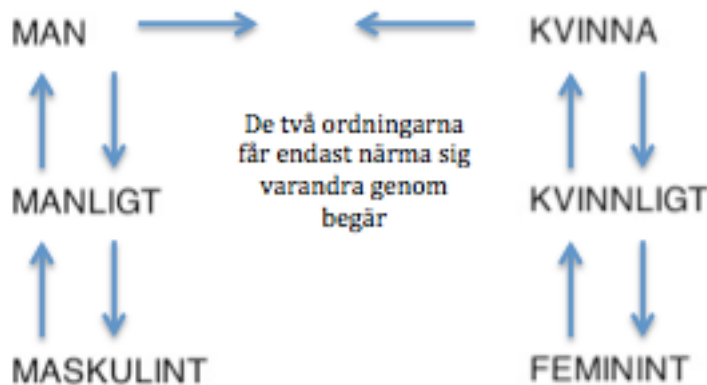 MAN
KVINNA
De två ordningarna
får endast närma sig
varandra genom
begär
MANLIGT
KVINNLIGT
MASKULINT
FEMININT